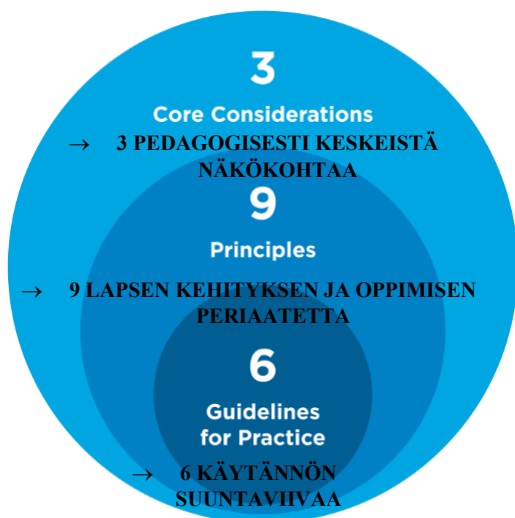 3
Core Considerations
→ 3 PEDAGOGISESTI KESKEISTÄ
NÄKÖKOHTAA
9
Principles
→ 9 LAPSEN KEHITYKSEN JA OPPIMISEN
PERIAATETTA
6
Guidelines
for Practice
→ 6 KÄYTÄNNÖN
SUUNTAVIIVAA